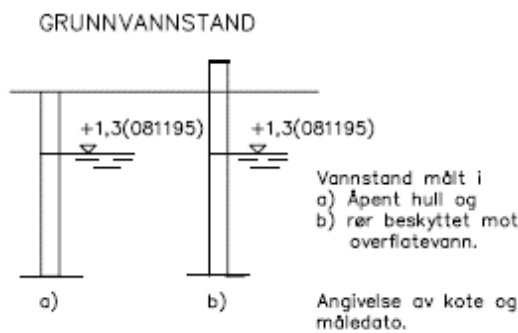 GRUNNVANNSTAND
+1,3(081195)
+1,3(081195)
Vannstand målt i
a) Åpent hull og
b) rør beskyttet mot
overflatevann.
a)
b)
Angivelse av kote og
måledato.